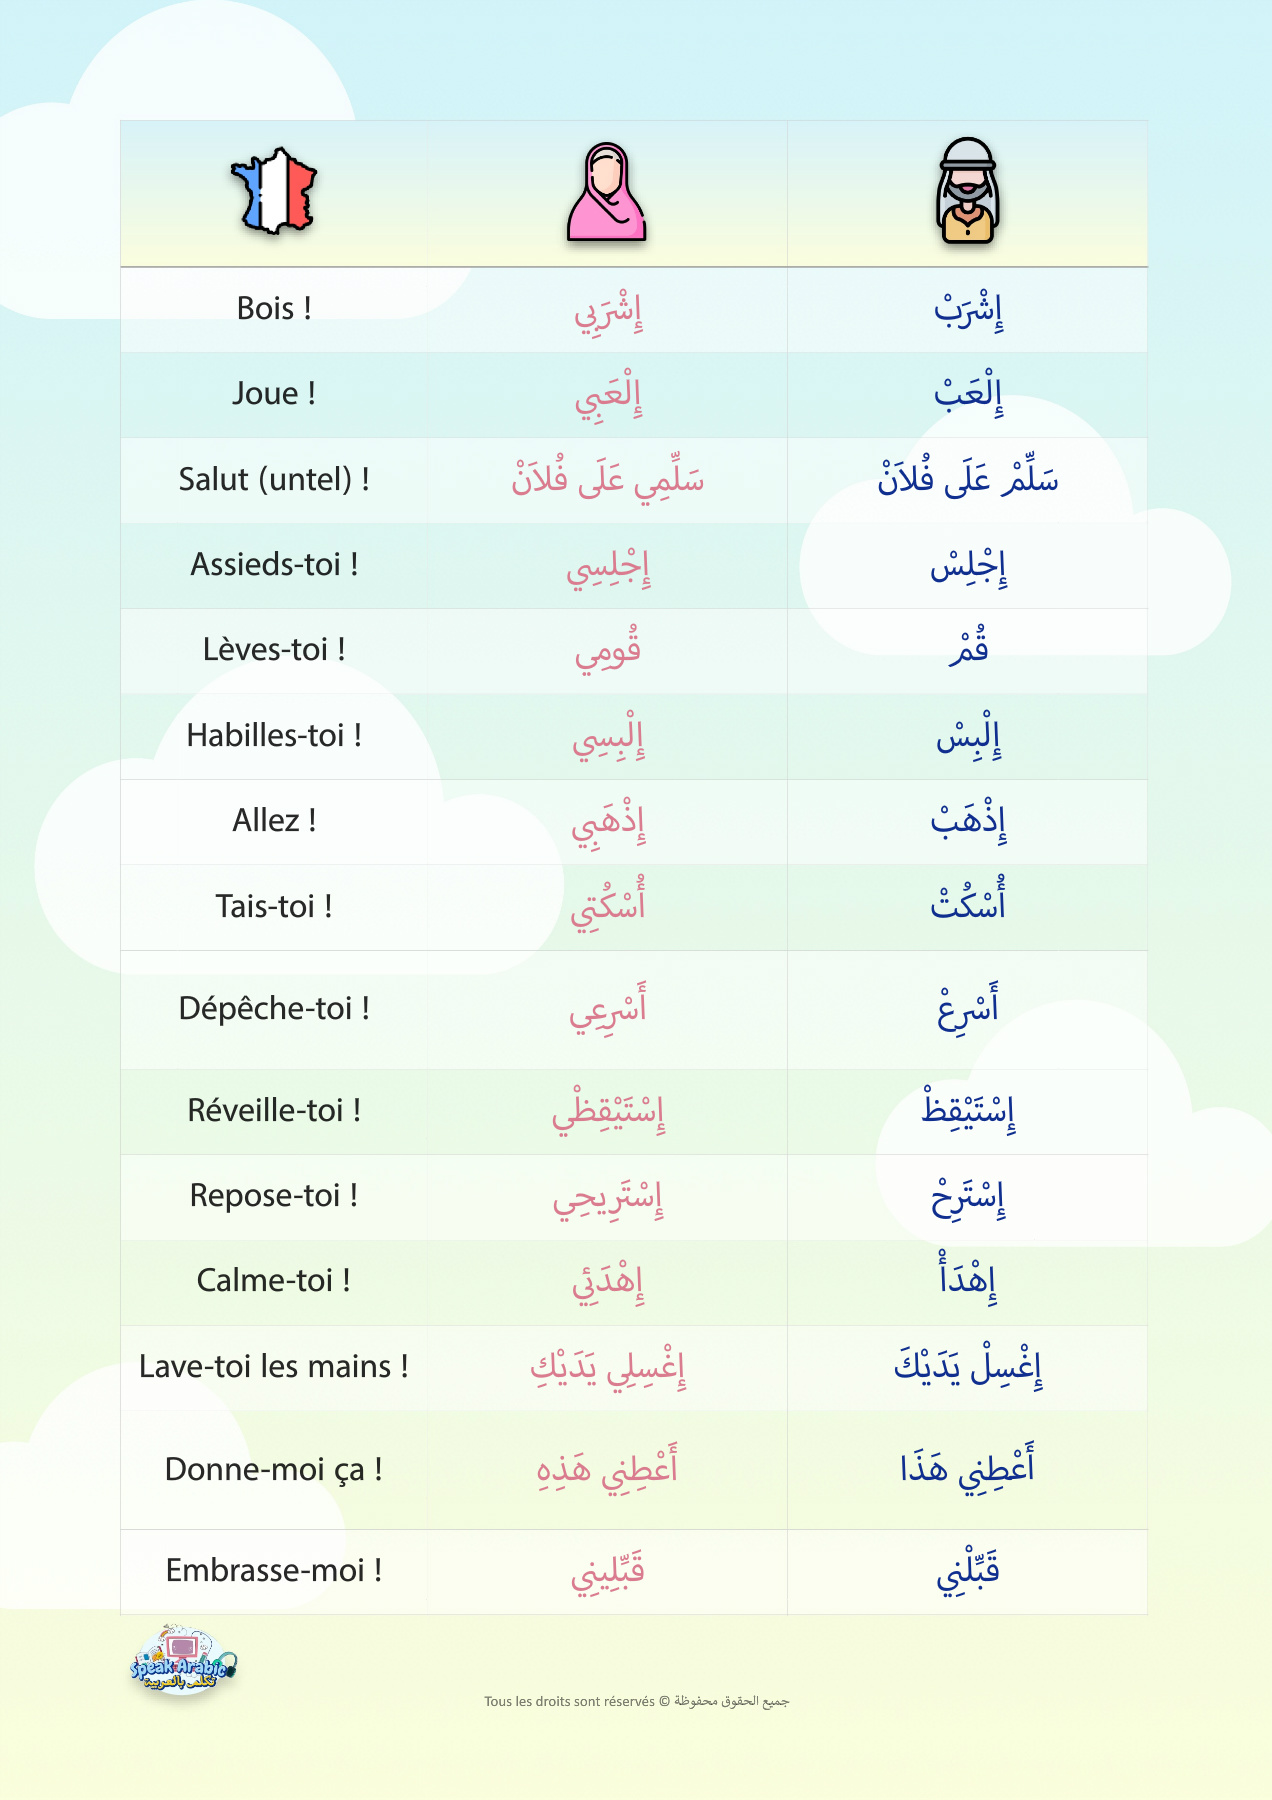 Bois ! إِشْرَبِي إِشْرَبْ
Joue ! إِلْعَبِي إِلْعَبْ
Salut (untel) ! سَلِّمِي عَلَى فُلاَنْ سَلِّمْ عَلَى فُلاَنْ
Assieds-toi ! إِجْلِسِي إِجْلِسْ
Lèves-toi ! قُومِي قُمْ
Habilles-toi ! إِلْبِسِي إِلْبِسْ
Allez ! إِذْهَبِي إِذْهَبْ
Tais-toi ! أُسْكُتِي أُسْكُتْ
Dépêche-toi ! أَسْرِعِي أَسْرِعْ
Réveille-toi ! إِسْتَيْقِظْي إِسْتَيْقِظْ
Repose-toi ! إِسْتَرِيحِي إِسْتَرِحْ
Calme-toi ! إِهْدَئِي إِهْدَأْ
Lave-toi les mains ! إِغْسِلِي يَدَيْكِ إِغْسِلْ يَدَيْكَ
Donne-moi ça ! أَعْطِنِي هَذِهِ أَعْطِنِي هَذَا
Embrasse-moi ! قَبِّلِينِي قَبِّلْنِي
Speak Arabic
تكلمي بالعربية
Tous les droits sont réservés © جميع الحقوق محفوظة